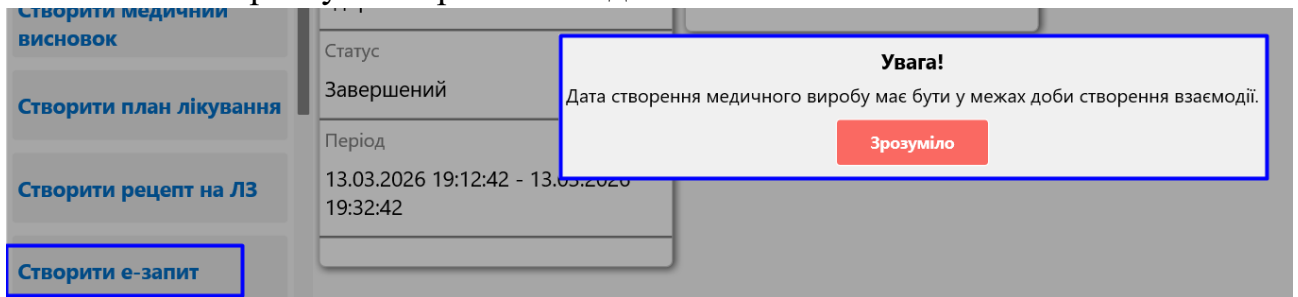 Створити медичний
висновок
Створити план лікування
Створити рецепт на ЛЗ
Створити е-запит
Статус
Завершений
Період
13.03.2026 19:12:42 - 13.03.2026
19:32:42
Увага!
Дата створення медичного виробу має бути у межах доби створення взаємодії.
Зрозуміло